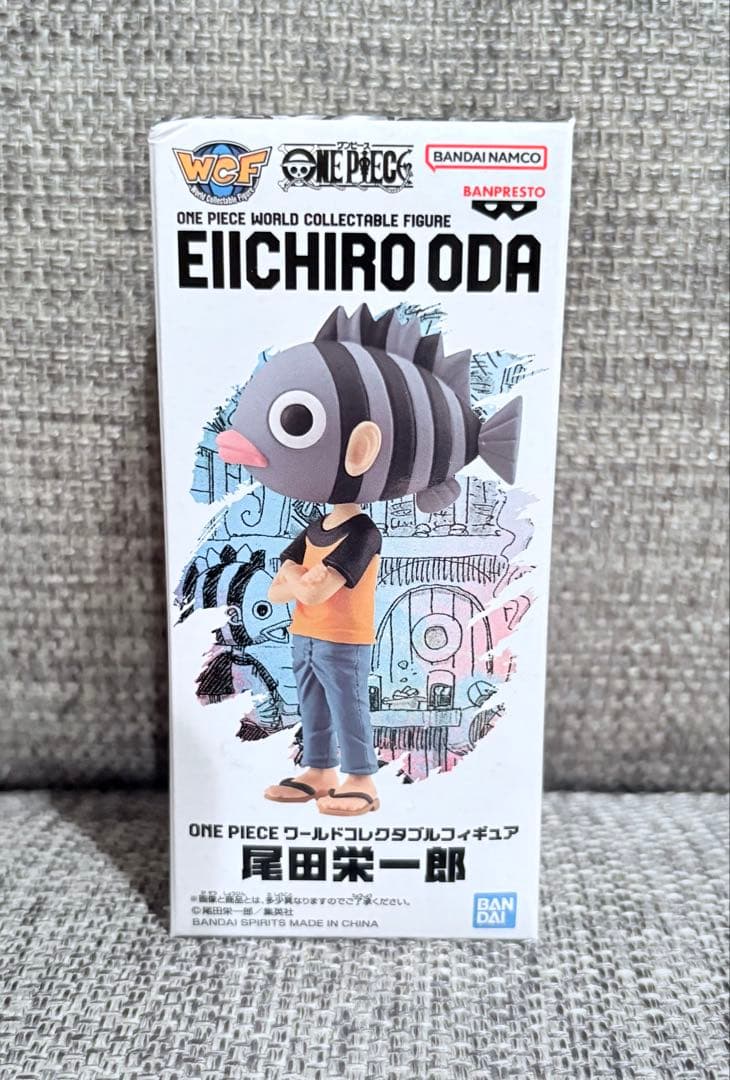 WCF
World Collectable Figure
ワンピース
ONE PIECE
BANDAI NAMCO
BANPRESTO
ONE PIECE WORLD COLLECTABLE FIGURE
EIICHIRO ODA
ONE PIECE ワールドコレクタブルフィギュア
尾田栄一郎
※画像と商品とは、多少異なりますのでご了承ください。
©尾田栄一郎/集英社
BANDAI SPIRITS MADE IN CHINA
BAN
DAI